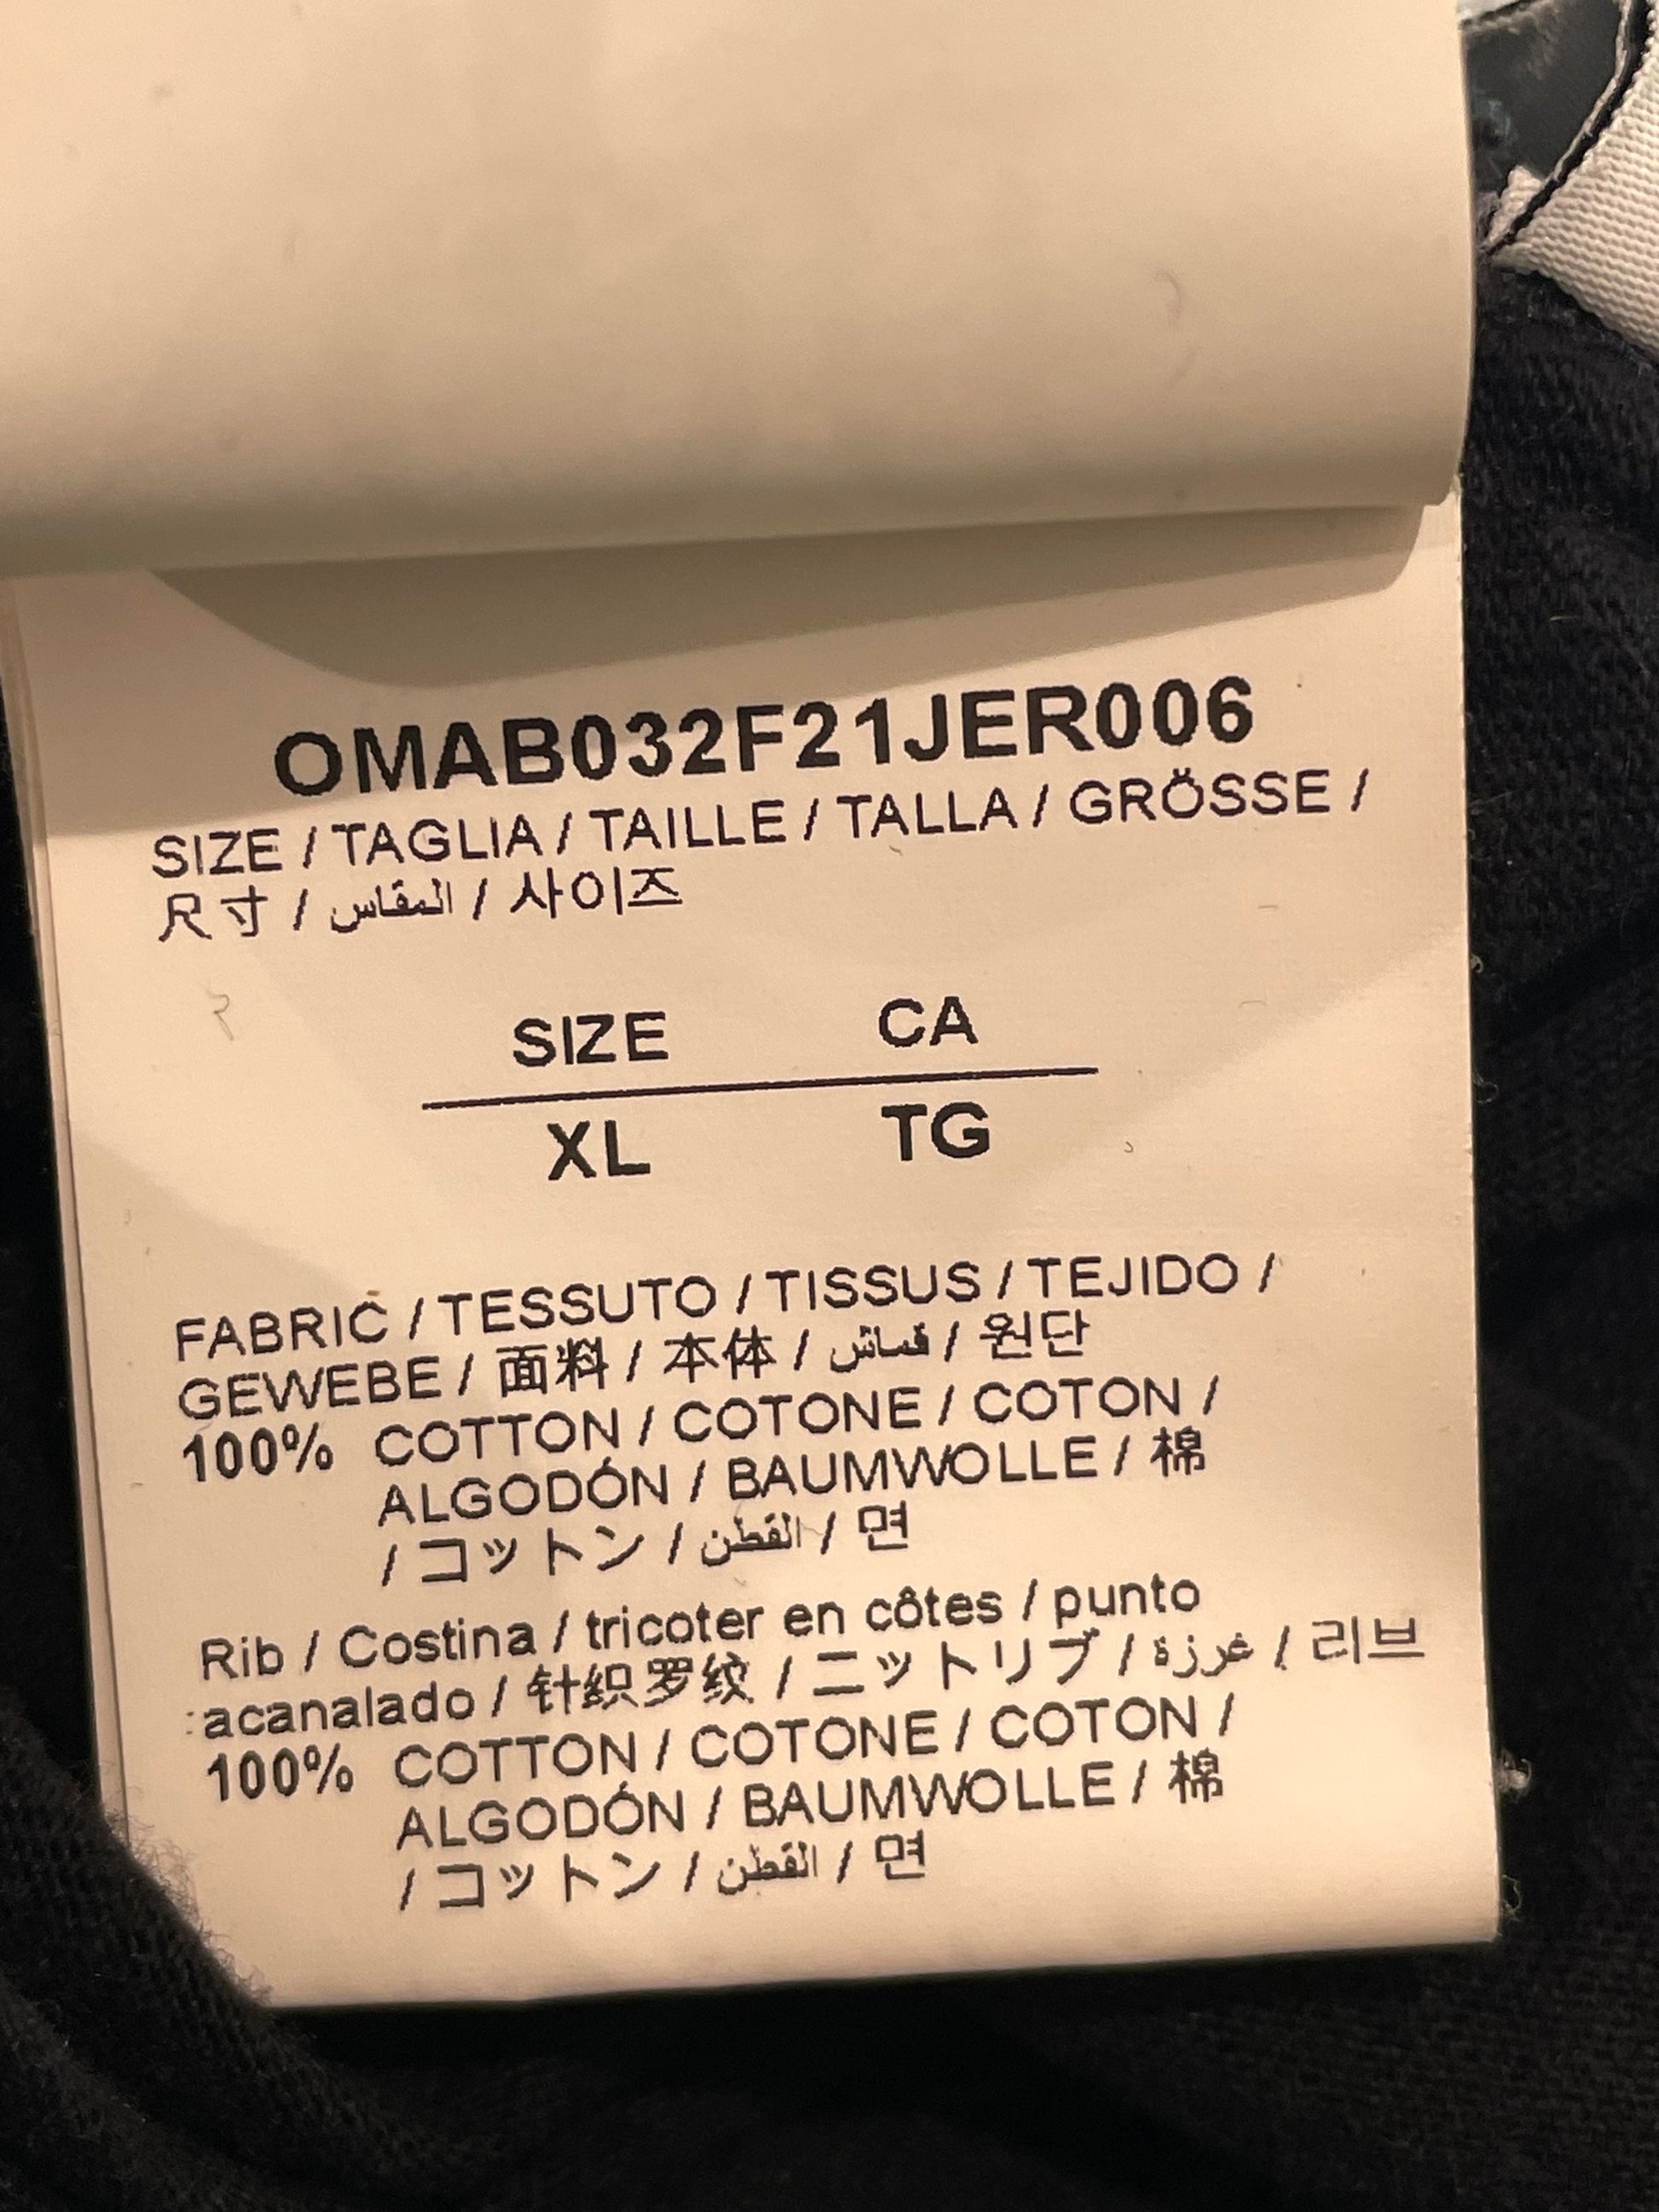 OMAB032F21JER006
SIZE / TAGLIA / TAILLE / TALLA / GRÖSSE /
尺寸 / المقاس / 사이즈
SIZE CA
XL TG
FABRIC / TESSUTO / TISSUS / TEJIDO /
GEWEBE / 面料 / 本体 / قماش / 원단
100% COTTON / COTONE / COTON /
ALGODÓN / BAUMWOLLE / 棉
/ コットン / القطن / 면
Rib / Costina / tricoter en côtes / punto
acanalado / 针织罗纹 / ニットリブ / غرزة / 리브
100% COTTON / COTONE / COTON /
ALGODÓN / BAUMWOLLE / 棉
/ コットン / القطن / 면